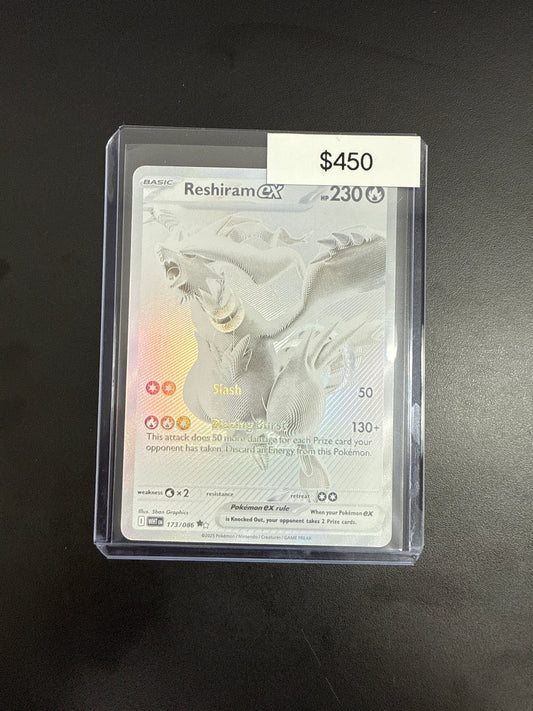 $450
BASIC
Reshiram ex
HP 230
Slash 50
Blazing Burst 130+
This attack does 50 more damage for each Prize card your
opponent has taken. Discard an Energy from this Pokémon.
weakness ×2 resistance retreat
Pokémon ex rule
When your Pokémon ex
is Knocked Out, your opponent takes 2 Prize cards.
Illus. 5ban Graphics
I WHT EN 173/086
©2025 Pokémon / Nintendo / Creatures / GAME FREAK